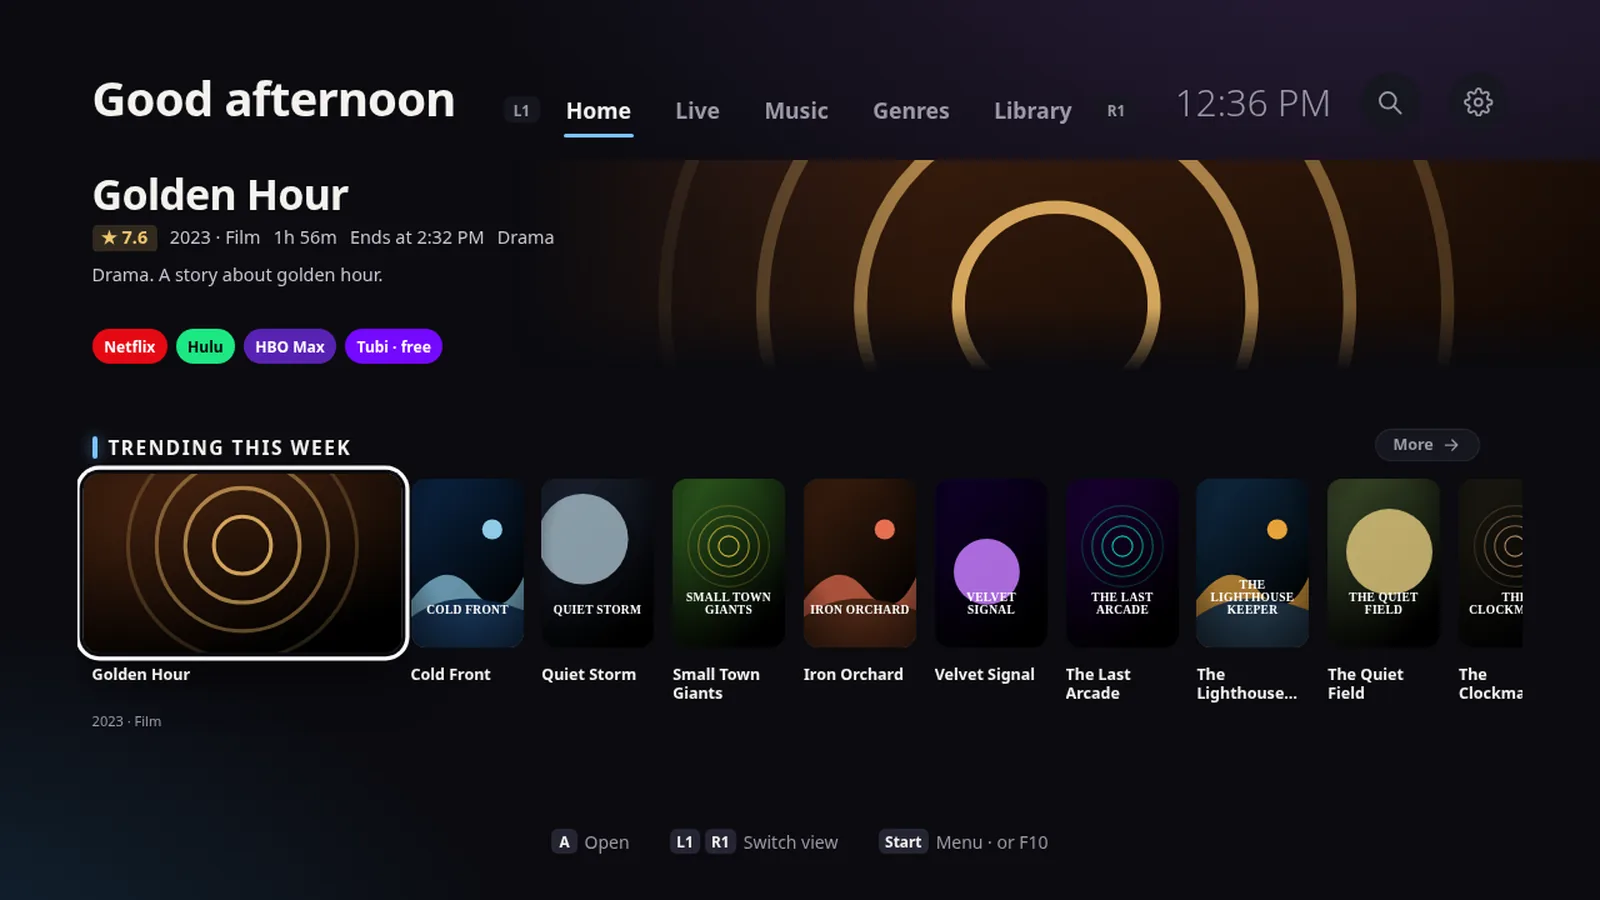 Good afternoon
L1 Home Live Music Genres Library R1 12:36 PM
Golden Hour
★ 7.6 2023 · Film 1h 56m Ends at 2:32 PM Drama
Drama. A story about golden hour.
Netflix Hulu HBO Max Tubi · free
TRENDING THIS WEEK
More →
COLD FRONT
QUIET STORM
SMALL TOWN
GIANTS
IRON ORCHARD
VELVET
SIGNAL
THE LAST
ARCADE
THE
LIGHTHOUSE
KEEPER
THE QUIET
FIELD
Golden Hour
2023 · Film
Cold Front
Quiet Storm
Small Town
Giants
Iron Orchard
Velvet Signal
The Last
Arcade
The
Lighthouse...
The Quiet
Field
The
Clockma
A Open L1 R1 Switch view Start Menu · or F10